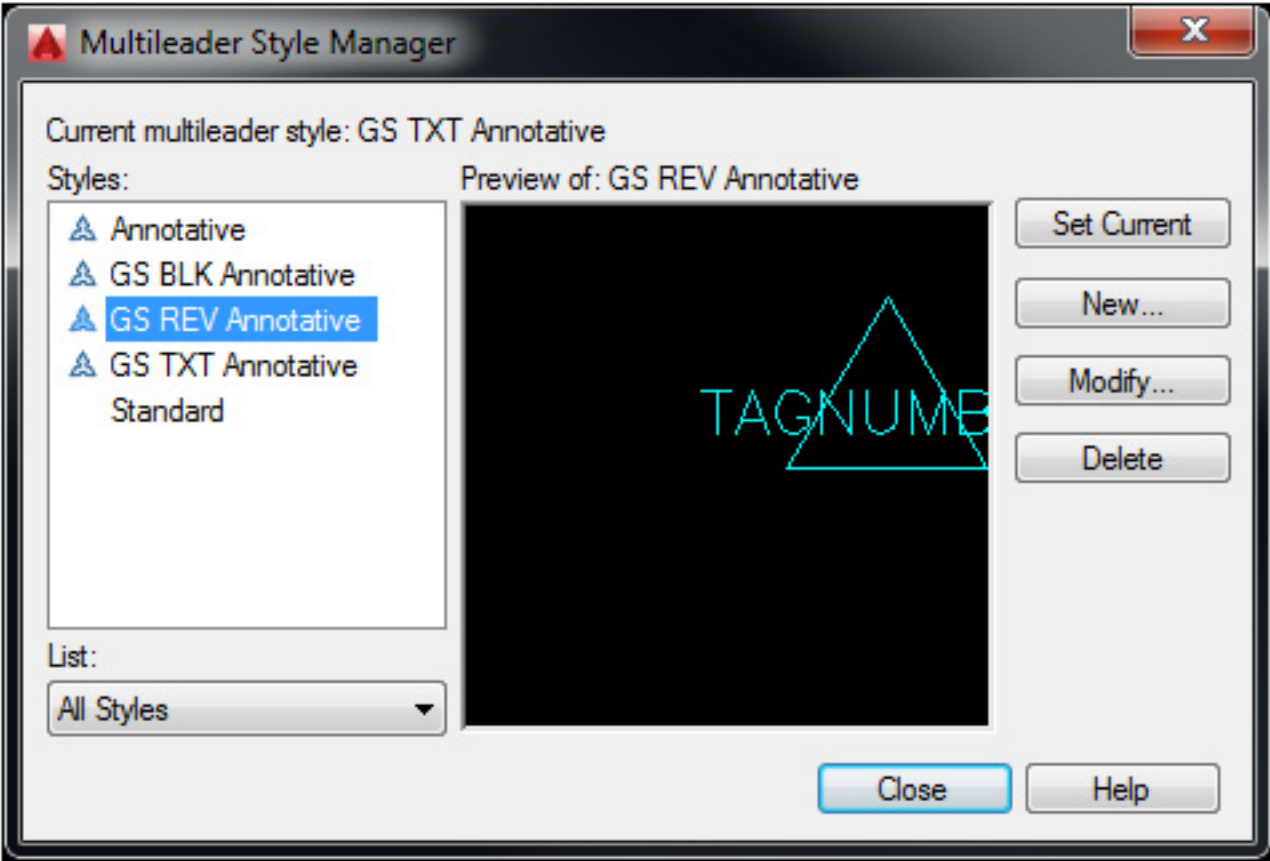 Multileader Style Manager
Current multileader style: GS TXT Annotative
Styles:
Preview of: GS REV Annotative
Annotative
GS BLK Annotative
GS REV Annotative
GS TXT Annotative
Standard
TAGNUMB
Set Current
New...
Modify...
Delete
List:
All Styles
Close
Help